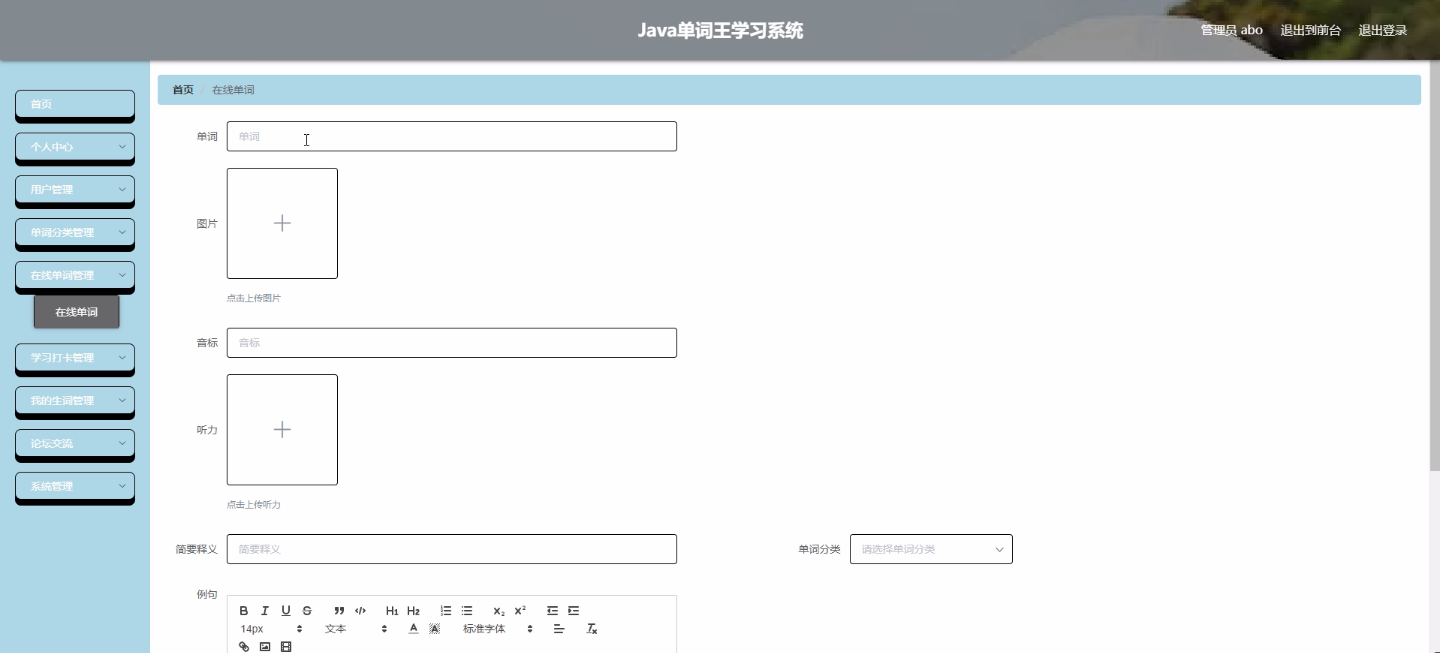 Java单词王学习系统
管理员 abo 退出到前台 退出登录
首页
个人中心
用户管理
单词分类管理
在线单词管理
在线单词
学习打卡管理
我的生词管理
论坛交流
系统管理
首页 / 在线单词
单词 单词
图片
点击上传图片
音标 音标
听力
点击上传听力
简要释义 简要释义 单词分类 请选择单词分类
例句
B I U S ” </> H1 H2 X2 X²
14px 文本 A A 标准字体 Tx